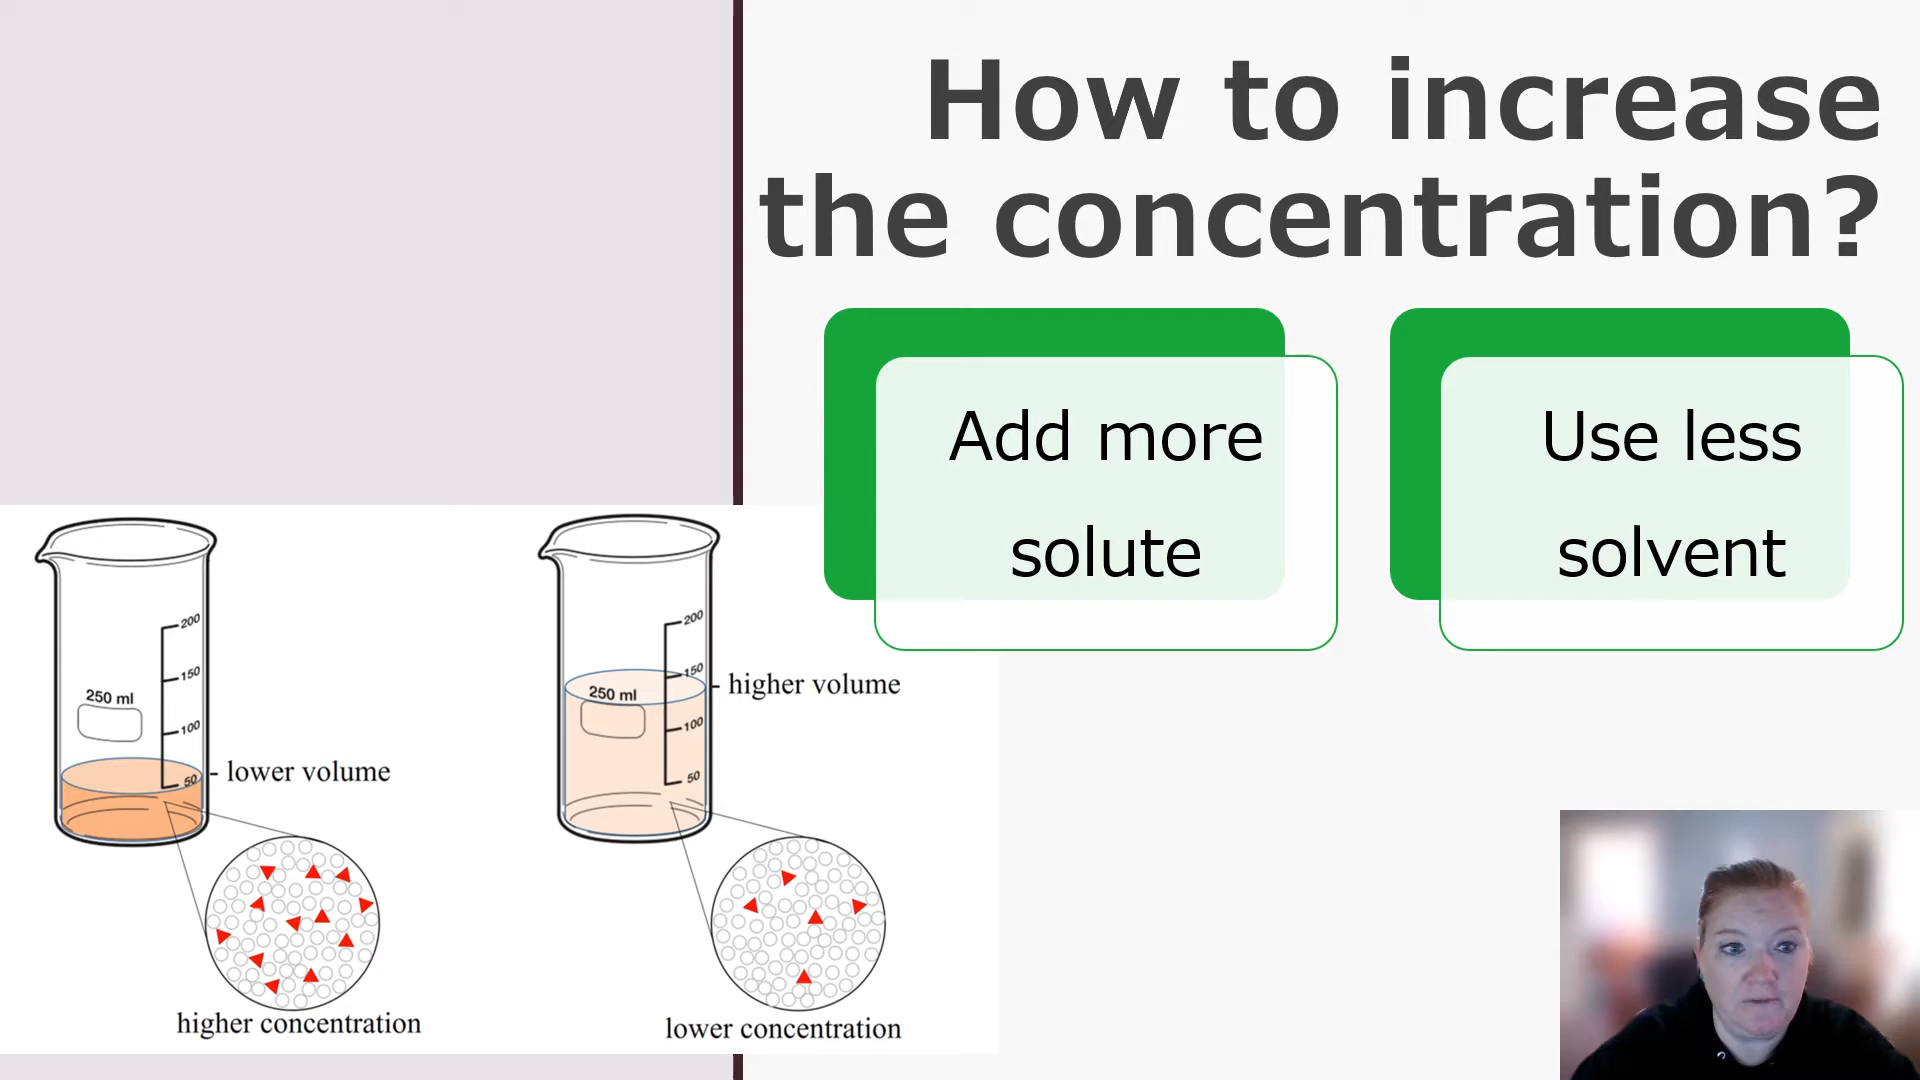 How to increase
the concentration?
Add more
solute
Use less
solvent
200
150
250 ml
100
50
lower volume
higher concentration
200
150
higher volume
250 ml
100
50
lower concentration